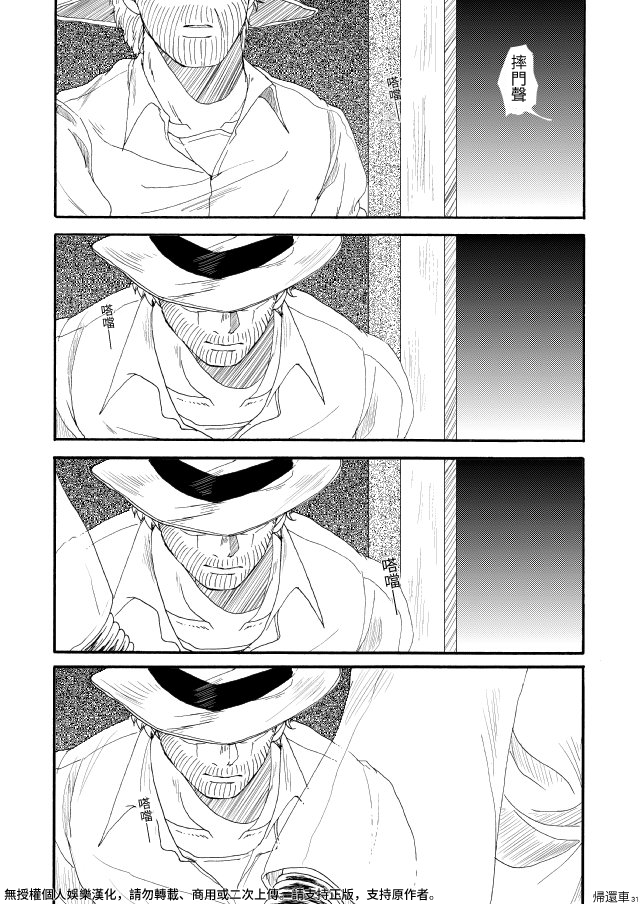 摔門聲
嗒噹
嗒噹—
嗒噹—
嗒噹—
無授權個人娛樂漢化，請勿轉載、商用或二次上傳。請支持正版，支持原作者。
帰還車 31